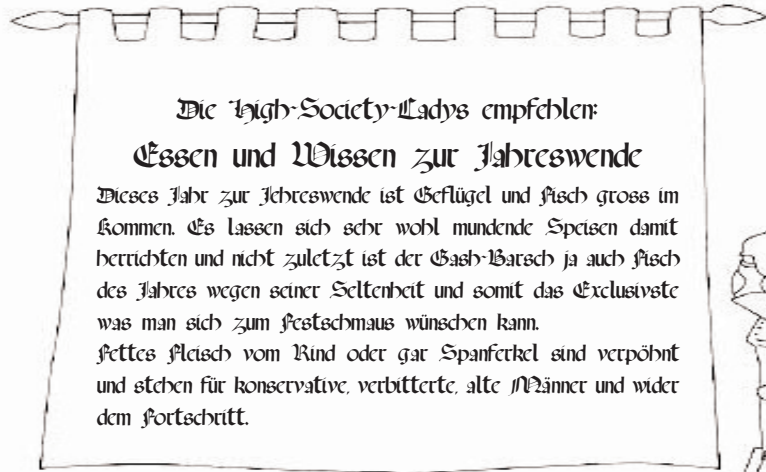 Die High-Society-Ladys empfehlen:
Essen und Wissen zur Jahreswende
Dieses Jahr zur Jehreswende ist Geflügel und Fisch gross im
Kommen. Es lassen sich sehr wohl mundende Speisen damit
herrichten und nicht zuletzt ist der Gash-Barsch ja auch Fisch
des Jahres wegen seiner Seltenheit und somit das Exclusivste
was man sich zum Festschmaus wünschen kann.
Fettes Fleisch vom Rind oder gar Spanferkel sind verpöhnt
und stehen für konservative, verbitterte, alte Männer und wider
dem Fortschritt.